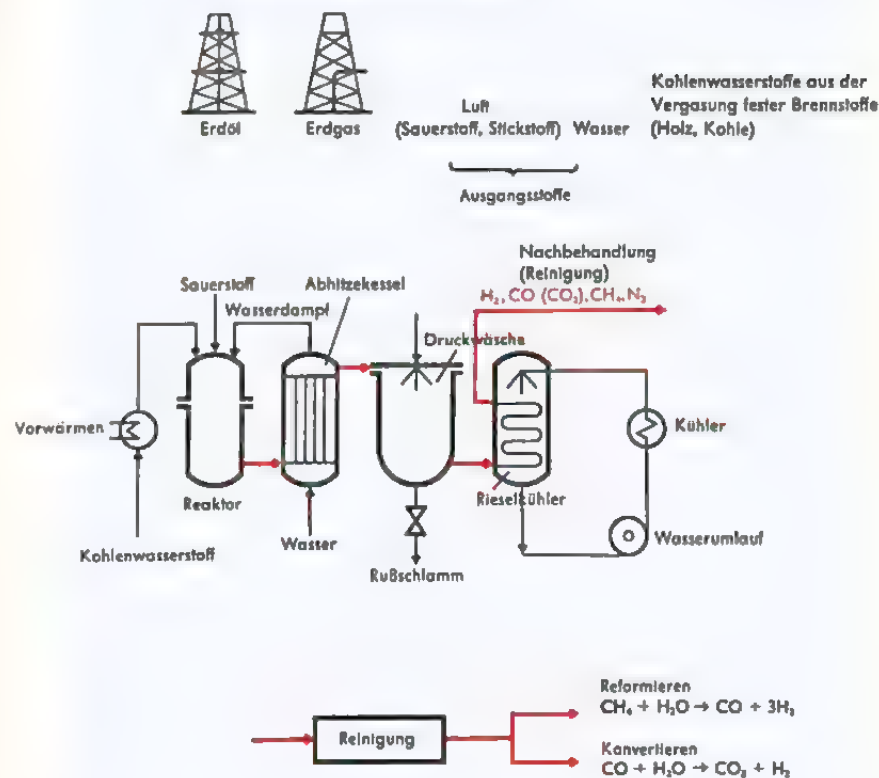 Erdöl
Erdgas
Luft
(Sauerstoff, Stickstoff)
Wasser
Kohlenwasserstoffe aus der
Vergasung fester Brennstoffe
(Holz, Kohle)
Ausgangsstoffe
Nachbehandlung
(Reinigung)
H₂, CO (CO₂), CH₄, N₂
Sauerstoff
Abhitzekessel
Wasserdampf
Druckwäsche
Vorwärmen
Kühler
Reaktor
Rieselkühler
Wasser
Wasserumlauf
Kohlenwasserstoff
Rußschlamm
Reformieren
CH₄ + H₂O → CO + 3H₂
Reinigung
Konvertieren
CO + H₂O → CO₂ + H₂